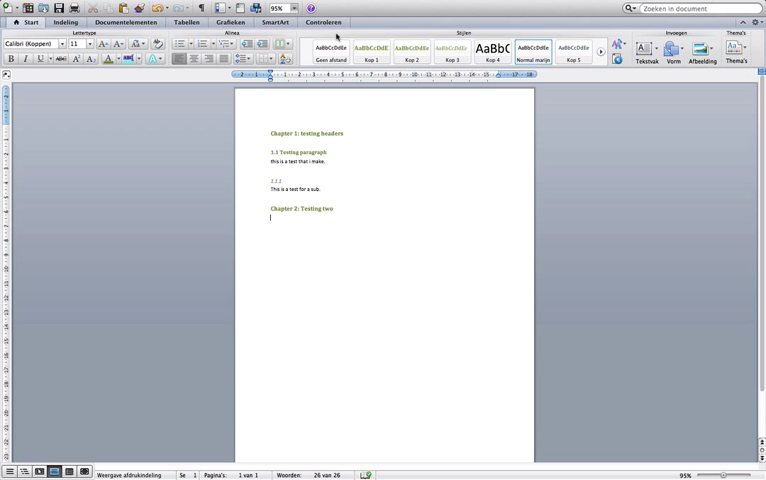 95%
Zoeken in document
Start Indeling Documentelementen Tabellen Grafieken SmartArt Controleren
Lettertype Alinea Stijlen Invoegen Thema's
Calibri (Koppen) 11
AaBbCcDdEe AaBbCcDdE AaBbCcDdEe AaBbCcDdEe AaBbC AaBbCcDdEe AaBbCcDdEe
Geen afstand Kop 1 Kop 2 Kop 3 Kop 4 Normaal marijn Kop 5
Tekstvak Vorm Afbeelding Thema's
Chapter 1: testing headers
1.1 Testing paragraph
this is a test that i make.
1.1.1
This is a test for a sub.
Chapter 2: Testing two
Weergave afdrukindeling Se 1 Pagina's: 1 van 1 Woorden: 26 van 26 95%